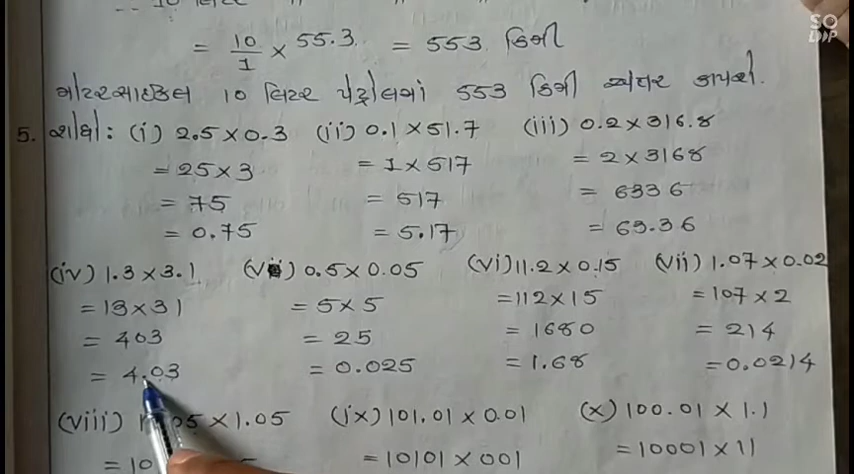 = 10/1 × 55.3 = 553 કિમી
મોટરસાઇકલ 10 લિટર પેટ્રોલમાં 553 કિમી અંતર કાપશે.
5. શોધો: (i) 2.5 × 0.3 (ii) 0.1 × 51.7 (iii) 0.2 × 316.8
= 25 × 3 = 1 × 517 = 2 × 3168
= 75 = 517 = 6336
= 0.75 = 5.17 = 63.36
(iv) 1.3 × 3.1 (v) 0.5 × 0.05 (vi) 11.2 × 0.15 (vii) 1.07 × 0.02
= 13 × 31 = 5 × 5 = 112 × 15 = 107 × 2
= 403 = 25 = 1680 = 214
= 4.03 = 0.025 = 1.68 = 0.0214
(viii) 05 × 1.05 (ix) 101.01 × 0.01 (x) 100.01 × 1.1
= 10 = 10101 × 001 = 10001 × 11